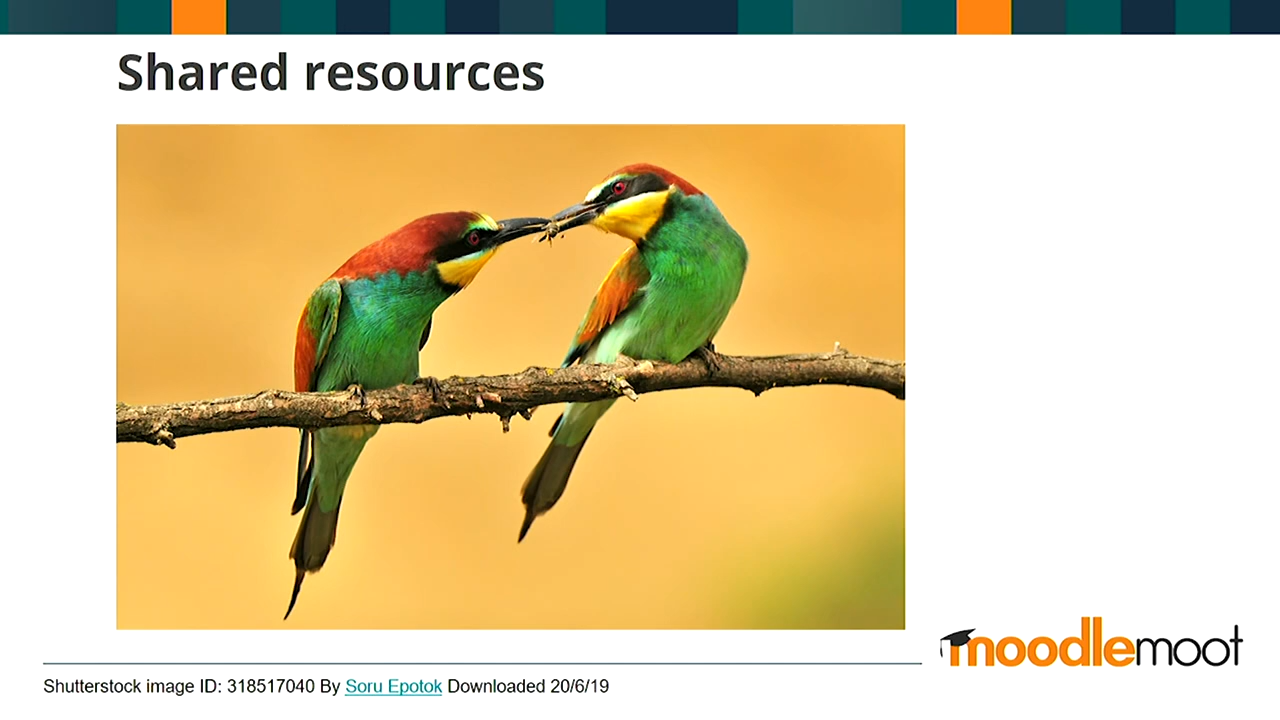 Shared resources
moodlemoot
Shutterstock image ID: 318517040 By Soru Epotok Downloaded 20/6/19